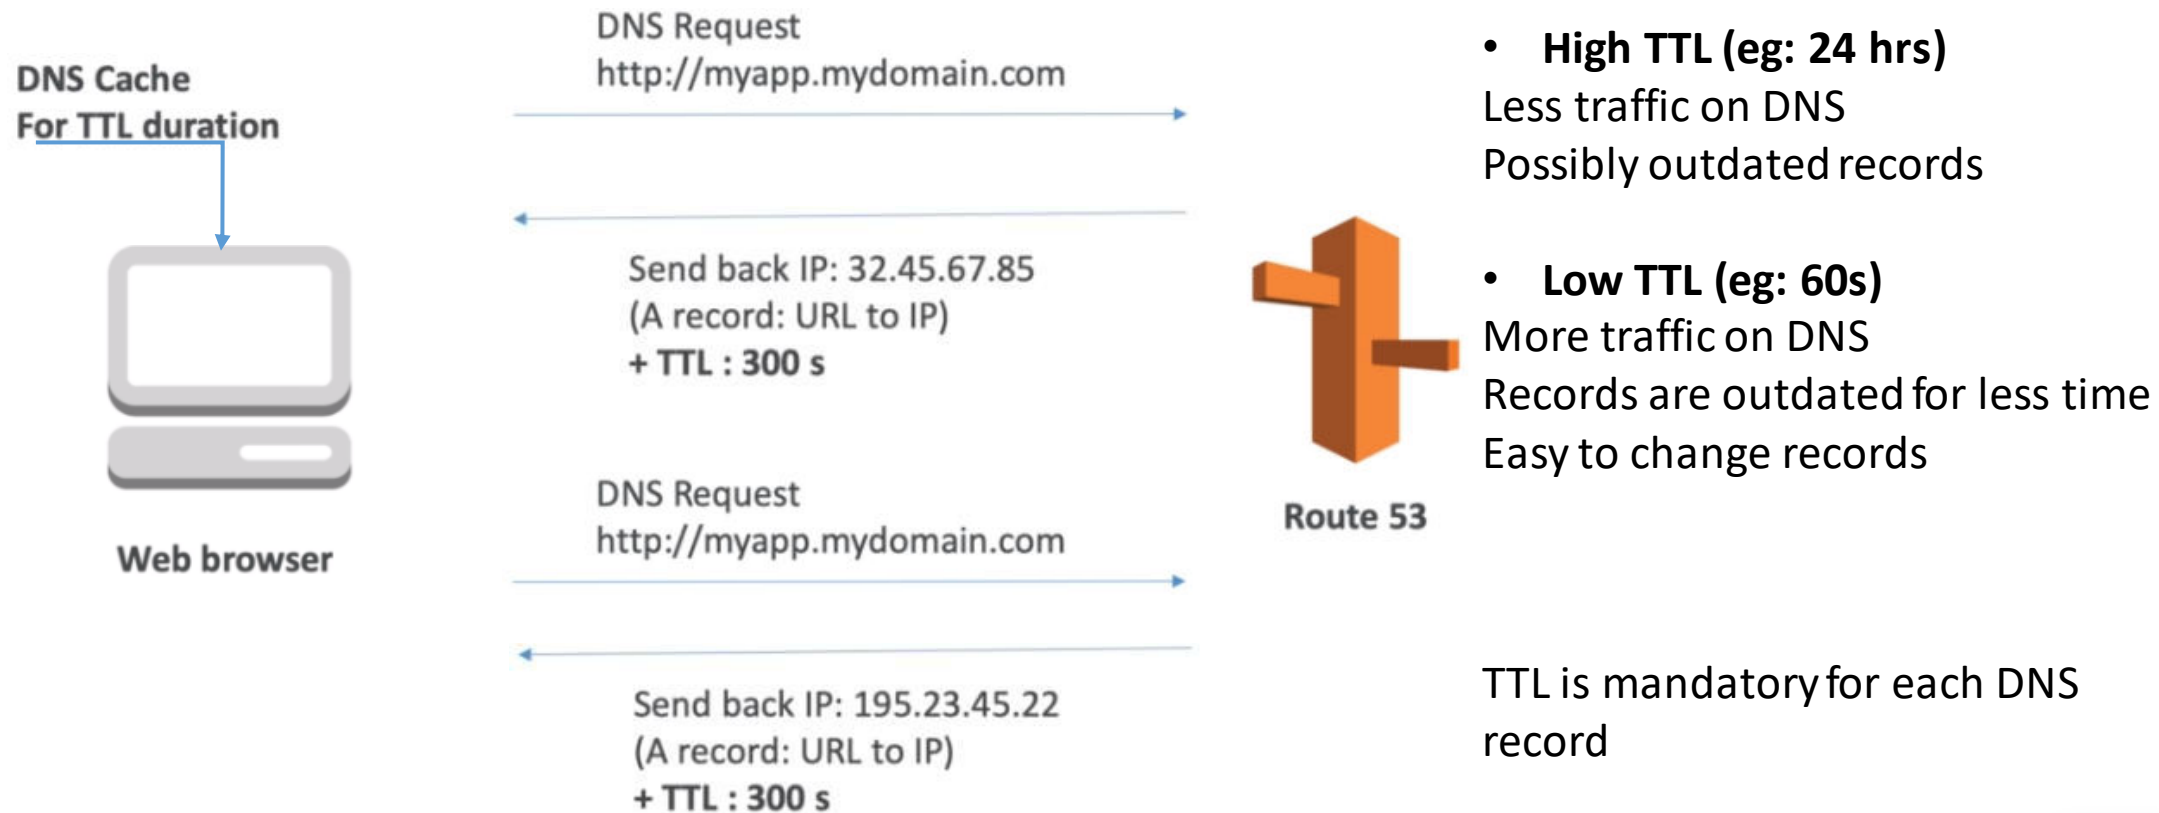 DNS Cache
For TTL duration
Web browser
DNS Request
http://myapp.mydomain.com
Send back IP: 32.45.67.85
(A record: URL to IP)
+ TTL : 300 s
DNS Request
http://myapp.mydomain.com
Send back IP: 195.23.45.22
(A record: URL to IP)
+ TTL : 300 s
Route 53
• High TTL (eg: 24 hrs)
Less traffic on DNS
Possibly outdated records
• Low TTL (eg: 60s)
More traffic on DNS
Records are outdated for less time
Easy to change records
TTL is mandatory for each DNS
record